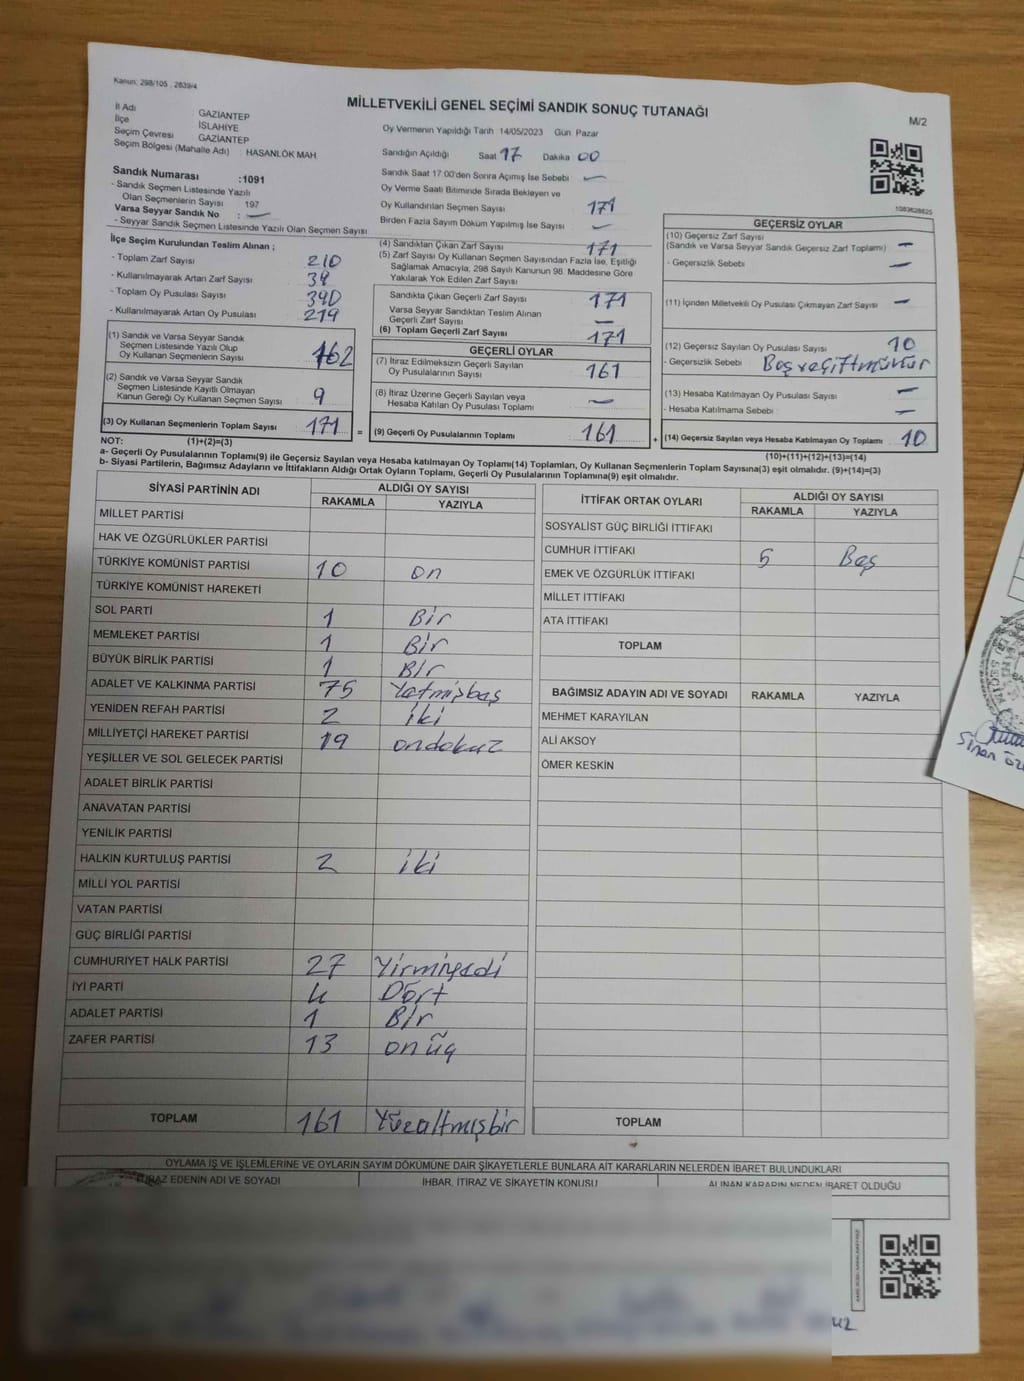 Kanun: 298/105 , 2839/4
MİLLETVEKİLİ GENEL SEÇİMİ SANDIK SONUÇ TUTANAĞI
M/2
İl Adı GAZİANTEP
İlçe İSLAHİYE
Seçim Çevresi GAZİANTEP
Seçim Bölgesi (Mahalle Adı) : HASANLÖK MAH
Oy Vermenin Yapıldığı Tarih 14/05/2023 Gün Pazar
Sandığın Açıldığı Saat 17 Dakika 00
Sandık Numarası :1091
- Sandık Seçmen Listesinde Yazılı
Olan Seçmenlerin Sayısı 197
Varsa Seyyar Sandık No : —
- Seyyar Sandık Seçmen Listesinde Yazılı Olan Seçmen Sayısı
Sandık Saat 17:00'den Sonra Açımış İse Sebebi —
Oy Verme Saati Bitiminde Sırada Bekleyen ve
Oy Kullandırılan Seçmen Sayısı 171
Birden Fazla Sayım Döküm Yapılmış İse Sayısı —
1083628625
İlçe Seçim Kurulundan Teslim Alınan ;
- Toplam Zarf Sayısı 210
- Kullanılmayarak Artan Zarf Sayısı 39
- Toplam Oy Pusulası Sayısı 390
- Kullanılmayarak Artan Oy Pusulası 219
(4) Sandıktan Çıkan Zarf Sayısı 171
(5) Zarf Sayısı Oy Kullanan Seçmen Sayısından Fazla İse, Eşitliği
Sağlamak Amacıyla, 298 Sayılı Kanunun 98. Maddesine Göre
Yakılarak Yok Edilen Zarf Sayısı
Sandıkta Çıkan Geçerli Zarf Sayısı 171
Varsa Seyyar Sandıktan Teslim Alınan
Geçerli Zarf Sayısı —
(6) Toplam Geçerli Zarf Sayısı 171
GEÇERSİZ OYLAR
(10) Geçersiz Zarf Sayısı
(Sandık ve Varsa Seyyar Sandık Geçersiz Zarf Toplamı) —
- Geçersizlik Sebebi —
(11) İçinden Milletvekili Oy Pusulası Çıkmayan Zarf Sayısı —
(12) Geçersiz Sayılan Oy Pusulası Sayısı 10
- Geçersizlik Sebebi Boş ve çift mühür
(13) Hesaba Katılmayan Oy Pusulası Sayısı —
- Hesaba Katılmama Sebebi —
(14) Geçersiz Sayılan veya Hesaba Katılmayan Oy Toplamı 10
(10)+(11)+(12)+(13)=(14)
(1) Sandık ve Varsa Seyyar Sandık
Seçmen Listesinde Yazılı Olup
Oy Kullanan Seçmenlerin Sayısı 162
(2) Sandık ve Varsa Seyyar Sandık
Seçmen Listesinde Kayıtlı Olmayan
Kanun Gereği Oy Kullanan Seçmen Sayısı 9
(3) Oy Kullanan Seçmenlerin Toplam Sayısı 171 =
GEÇERLİ OYLAR
(7) İtiraz Edilmeksizin Geçerli Sayılan
Oy Pusulalarının Sayısı 161
(8) İtiraz Üzerine Geçerli Sayılan veya
Hesaba Katılan Oy Pusulası Toplamı —
(9) Geçerli Oy Pusulalarının Toplamı 161 +
NOT: (1)+(2)=(3)
a- Geçerli Oy Pusulalarının Toplamı(9) ile Geçersiz Sayılan veya Hesaba katılmayan Oy Toplamı(14) Toplamları, Oy Kullanan Seçmenlerin Toplam Sayısına(3) eşit olmalıdır. (9)+(14)=(3)
b- Siyasi Partilerin, Bağımsız Adayların ve İttifakların Aldığı Ortak Oyların Toplamı, Geçerli Oy Pusulalarının Toplamına(9) eşit olmalıdır.
SİYASİ PARTİNİN ADI ALDIĞI OY SAYISI
RAKAMLA YAZIYLA
MİLLET PARTİSİ
HAK VE ÖZGÜRLÜKLER PARTİSİ
TÜRKİYE KOMÜNİST PARTİSİ 10 on
TÜRKİYE KOMÜNİST HAREKETİ
SOL PARTİ 1 Bir
MEMLEKET PARTİSİ 1 Bir
BÜYÜK BİRLİK PARTİSİ 1 Bir
ADALET VE KALKINMA PARTİSİ 75 Yetmişbeş
YENİDEN REFAH PARTİSİ 2 iki
MİLLİYETÇİ HAREKET PARTİSİ 19 ondokuz
YEŞİLLER VE SOL GELECEK PARTİSİ
ADALET BİRLİK PARTİSİ
ANAVATAN PARTİSİ
YENİLİK PARTİSİ
HALKIN KURTULUŞ PARTİSİ 2 iki
MİLLİ YOL PARTİSİ
VATAN PARTİSİ
GÜÇ BİRLİĞİ PARTİSİ
CUMHURİYET HALK PARTİSİ 27 Yirmiyedi
İYİ PARTİ 4 Dört
ADALET PARTİSİ 1 Bir
ZAFER PARTİSİ 13 onüç
TOPLAM 161 Yüzaltmışbir
İTTİFAK ORTAK OYLARI ALDIĞI OY SAYISI
RAKAMLA YAZIYLA
SOSYALİST GÜÇ BİRLİĞİ İTTİFAKI
CUMHUR İTTİFAKI 5 Beş
EMEK VE ÖZGÜRLÜK İTTİFAKI
MİLLET İTTİFAKI
ATA İTTİFAKI
TOPLAM
BAĞIMSIZ ADAYIN ADI VE SOYADI RAKAMLA YAZIYLA
MEHMET KARAYILAN
ALİ AKSOY
ÖMER KESKİN
TOPLAM
OYLAMA İŞ VE İŞLEMLERİNE VE OYLARIN SAYIM DÖKÜMÜNE DAİR ŞİKAYETLERLE BUNLARA AİT KARARLARIN NELERDEN İBARET BULUNDUKLARI
İTİRAZ EDENİN ADI VE SOYADI İHBAR, İTİRAZ VE ŞİKAYETİN KONUSU ALINAN KARARIN NEDEN İBARET OLDUĞU
Sinan